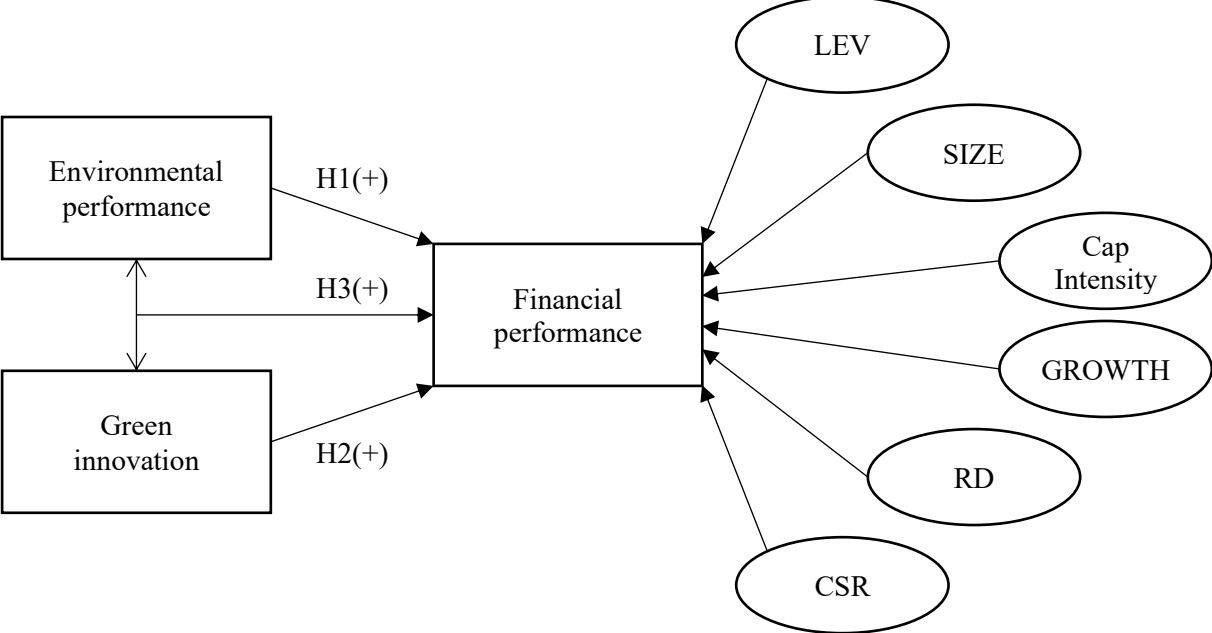 LEV
SIZE
Environmental
performance
H1(+)
Cap
Intensity
H3(+)
Financial
performance
GROWTH
Green
innovation
H2(+)
RD
CSR